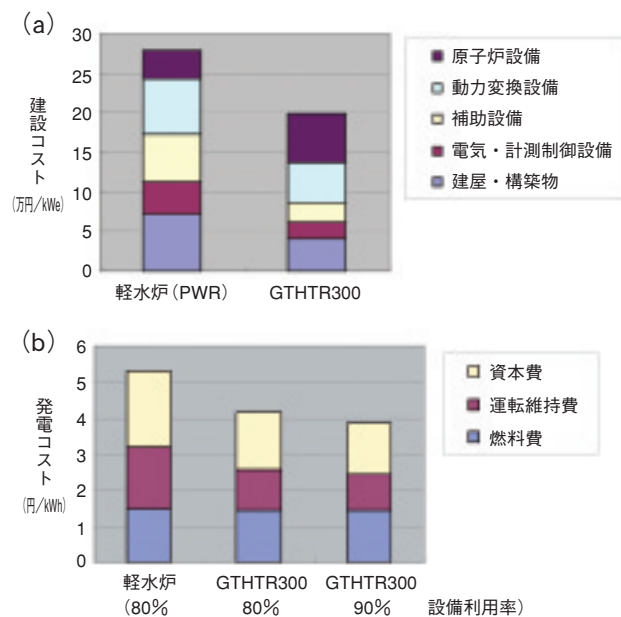 (a)
30
25
20
15
10
5
0
建設コスト
(万円/kWe)
軽水炉(PWR)
GTHTR300
原子炉設備
動力変換設備
補助設備
電気・計測制御設備
建屋・構築物
(b)
6
5
4
3
2
1
0
発電コスト
(円/kWh)
軽水炉 GTHTR300 GTHTR300
(80% 80% 90% 設備利用率)
資本費
運転維持費
燃料費